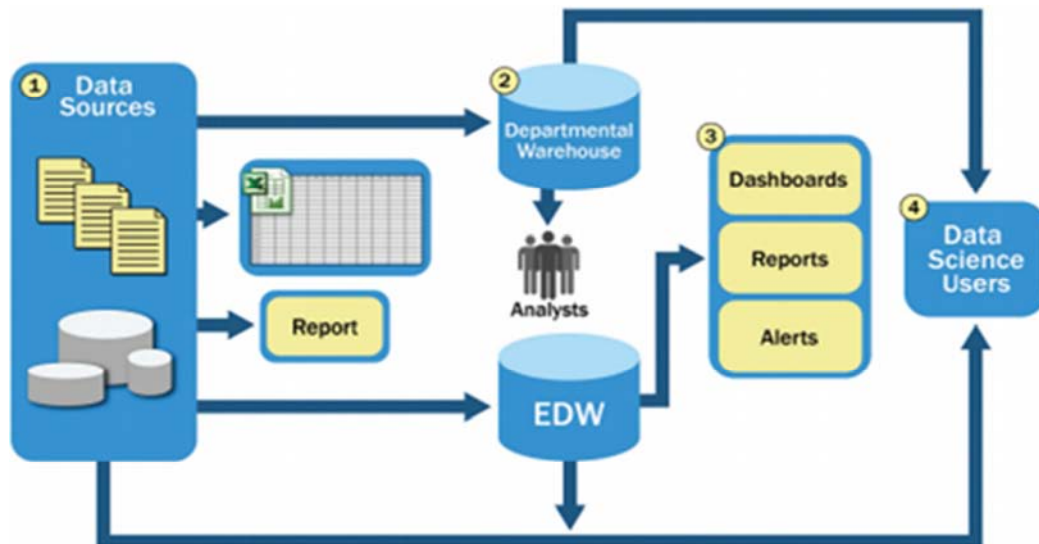 1
Data
Sources
2
Departmental
Warehouse
3
Dashboards
Reports
Alerts
4
Data
Science
Users
X
Report
Analysts
EDW